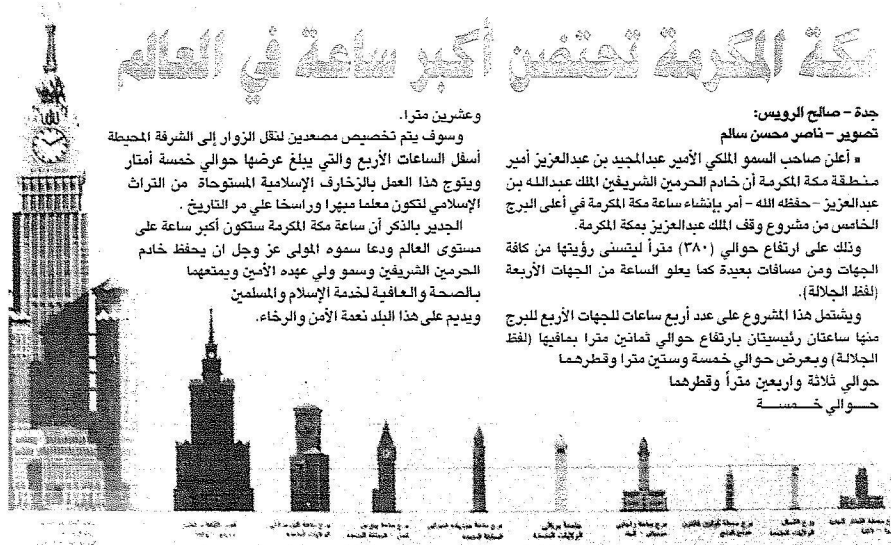 مكة المكرمة تحتضن أكبر ساعة في العالم
جدة – صالح الرويس:
تصوير – ناصر محسن سالم
▪ أعلن صاحب السمو الملكي الأمير عبدالمجيد بن عبدالعزيز أمير
منطقة مكة المكرمة أن خادم الحرمين الشريفين الملك عبدالله بن
عبدالعزيز –حفظه الله – أمر بإنشاء ساعة مكة المكرمة في أعلى البرج
الخامس من مشروع وقف الملك عبدالعزيز بمكة المكرمة.
وذلك على ارتفاع حوالي (٣٨٠) متراً ليتسنى رؤيتها من كافة
الجهات ومن مسافات بعيدة كما يعلو الساعة من الجهات الأربعة
(لفظ الجلالة).
ويشتمل هذا المشروع على عدد أربع ساعات للجهات الأربع للبرج
منها ساعتان رئيسيتان بارتفاع حوالي ثمانين مترا بمافيها (لفظ
الجلالة) وبعرض حوالي خمسة وستين مترا وقطرهما
حوالي ثلاثة واربعين متراً وقطرهما
حوالي خمسة
وعشرين مترا.
وسوف يتم تخصيص مصعدين لنقل الزوار إلى الشرفة المحيطة
أسفل الساعات الأربع والتي يبلغ عرضها حوالي خمسة أمتار
ويتوج هذا العمل بالزخارف الإسلامية المستوحاة من التراث
الإسلامي لتكون معلما مبهرا وراسخا علي مر التاريخ .
الجدير بالذكر أن ساعة مكة المكرمة ستكون أكبر ساعة على
مستوى العالم ودعا سموه المولى عز وجل ان يحفظ خادم
الحرمين الشريفين وسمو ولي عهده الأمين ويمتعهما
بالصحة والعافية لخدمة الإسلام والمسلمين
ويديم على هذا البلد نعمة الأمن والرخاء.